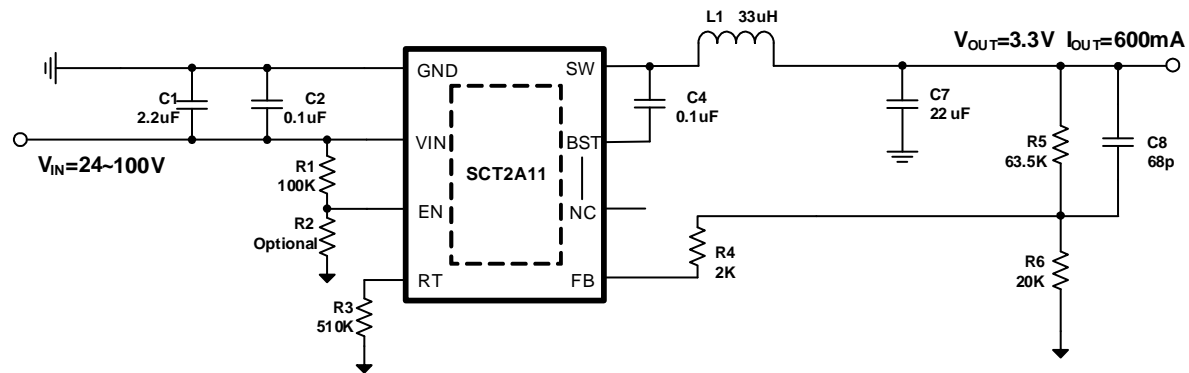 L1 33uH
VOUT=3.3V IOUT=600mA
GND
SW
C1
2.2uF
C2
0.1uF
C4
0.1uF
C7
22 uF
R5
63.5K
C8
68p
VIN
BST
VIN=24~100V
R1
100K
SCT2A11
EN
NC
R2
Optional
R4
2K
R6
20K
RT
FB
R3
510K